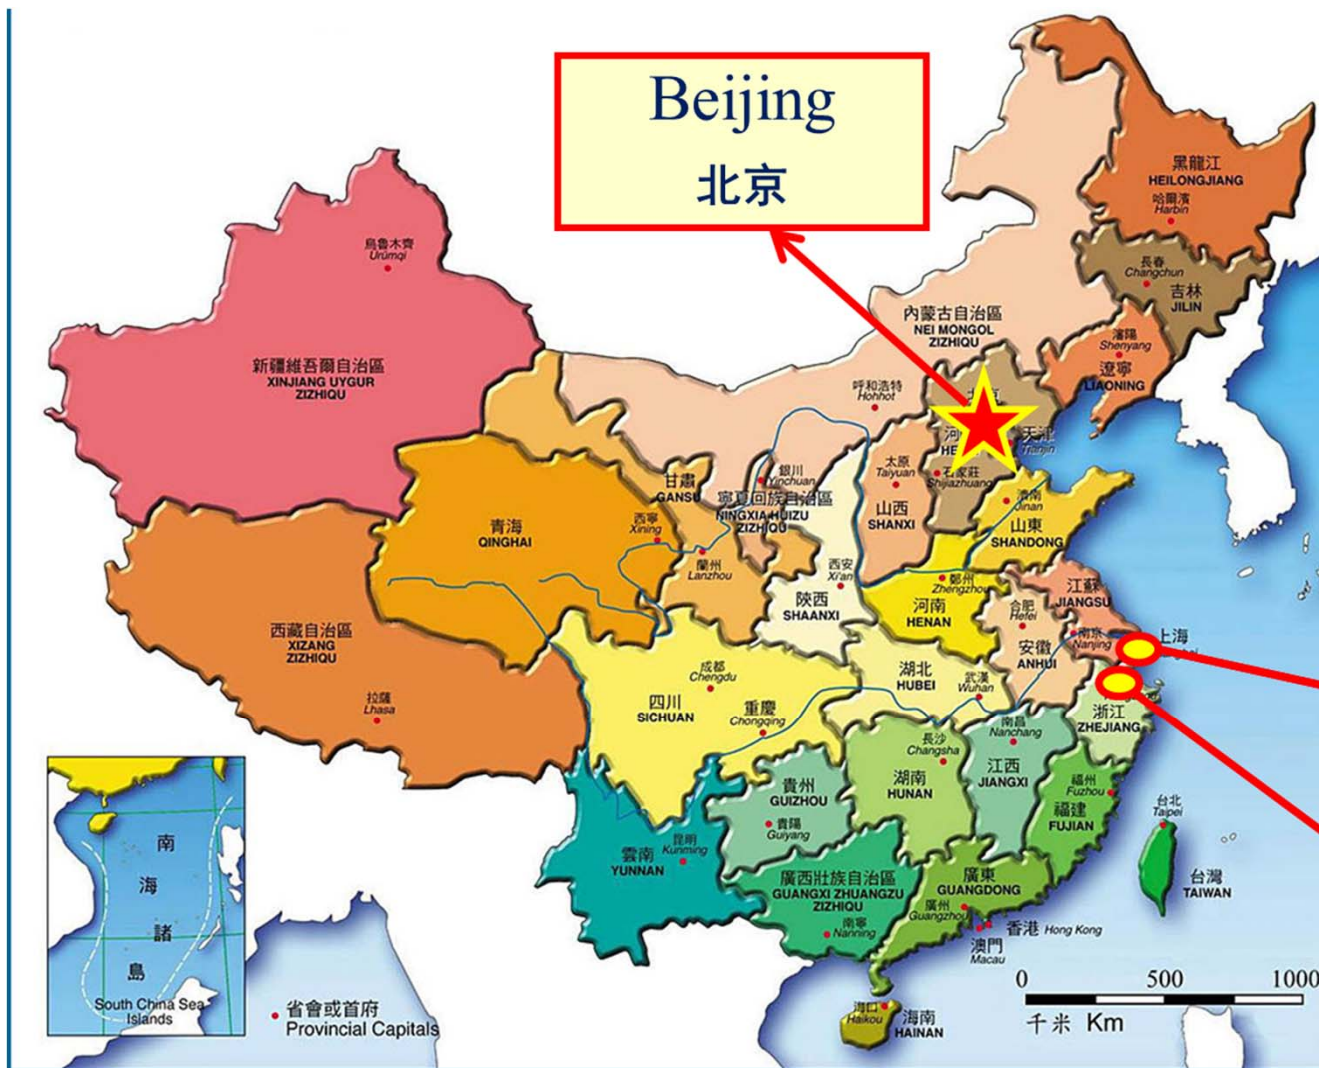 Beijing
北京
黑龍江
HEILONGJIANG
哈爾濱
Harbin
長春
Changchun
吉林
JILIN
瀋陽
Shenyang
遼寧
LIAONING
內蒙古自治區
NEI MONGOL
ZIZHIQU
呼和浩特
Hohhot
烏魯木齊
Urümqi
新疆維吾爾自治區
XINJIANG UYGUR
ZIZHIQU
天津
Tianjin
河
HE
石家莊
Shijiazhuang
太原
Taiyuan
山西
SHANXI
濟南
Jinan
山東
SHANDONG
銀川
Yinchuan
寧夏回族自治區
NINGXIA HUIZU
ZIZHIQU
甘肅
GANSU
西寧
Xining
青海
QINGHAI
蘭州
Lanzhou
西安
Xi'an
陝西
SHAANXI
鄭州
Zhengzhou
河南
HENAN
江蘇
JIANGSU
合肥
Hefei
南京
Nanjing
安徽
ANHUI
上海
西藏自治區
XIZANG
ZIZHIQU
拉薩
Lhasa
成都
Chengdu
四川
SICHUAN
重慶
Chongqing
湖北
HUBEI
武漢
Wuhan
浙江
ZHEJIANG
南昌
Nanchang
江西
JIANGXI
長沙
Changsha
湖南
HUNAN
貴州
GUIZHOU
貴陽
Guiyang
福州
Fuzhou
福建
FUJIAN
台北
Taipei
台灣
TAIWAN
昆明
Kunming
雲南
YUNNAN
廣西壯族自治區
GUANGXI ZHUANGZU
ZIZHIQU
南寧
Nanning
廣東
GUANGDONG
廣州
Guangzhou
香港 Hong Kong
澳門
Macau
海口
Haikou
海南
HAINAN
南
海
諸
島
South China Sea
Islands
省會或首府
Provincial Capitals
0 500 1000
千米 Km